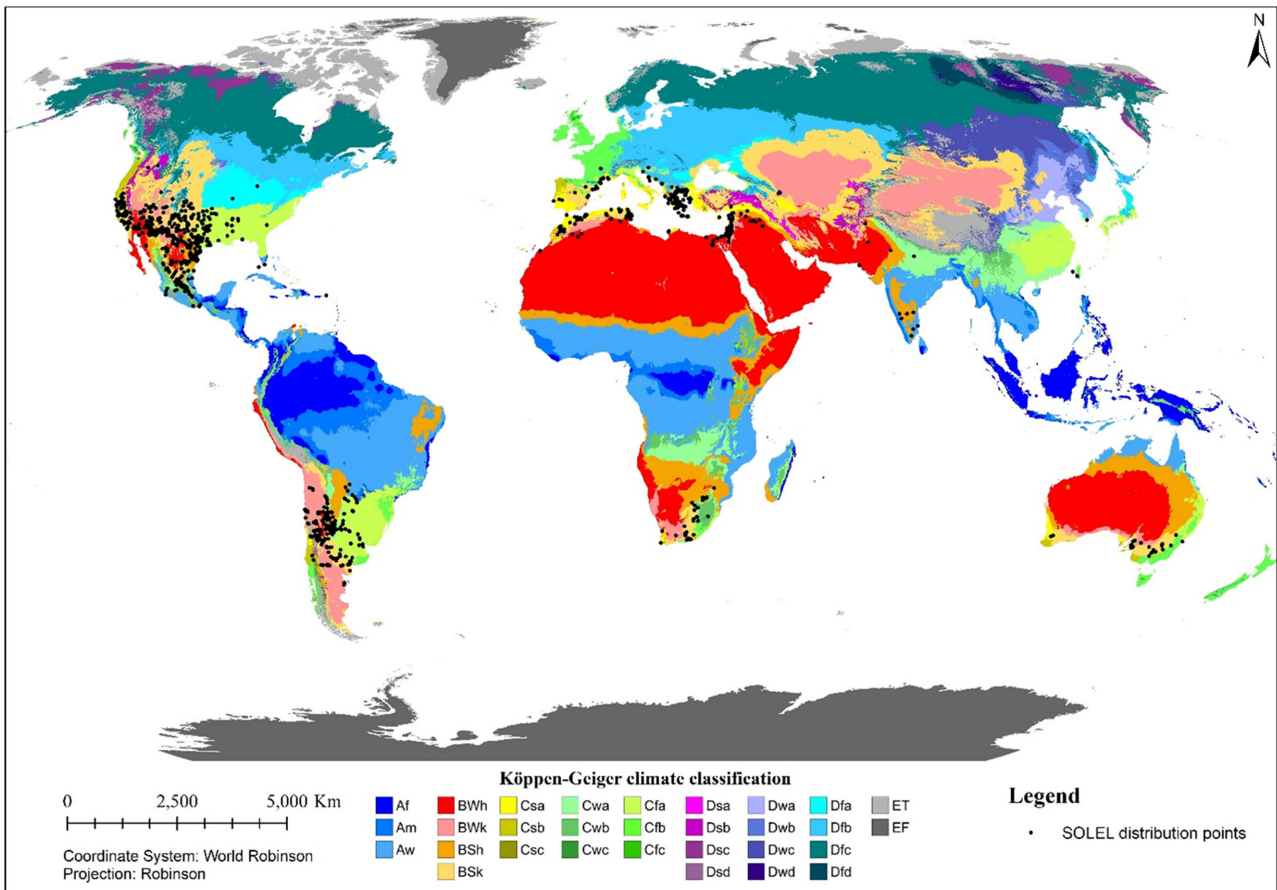 N
Köppen-Geiger climate classification
0 2,500 5,000 Km
Coordinate System: World Robinson
Projection: Robinson
Af BWh Csa Cwa Cfa Dsa Dwa Dfa ET
Am BWk Csb Cwb Cfb Dsb Dwb Dfb EF
Aw BSh Csc Cwc Cfc Dsc Dwc Dfc
BSk Dsd Dwd Dfd
Legend
SOLEL distribution points